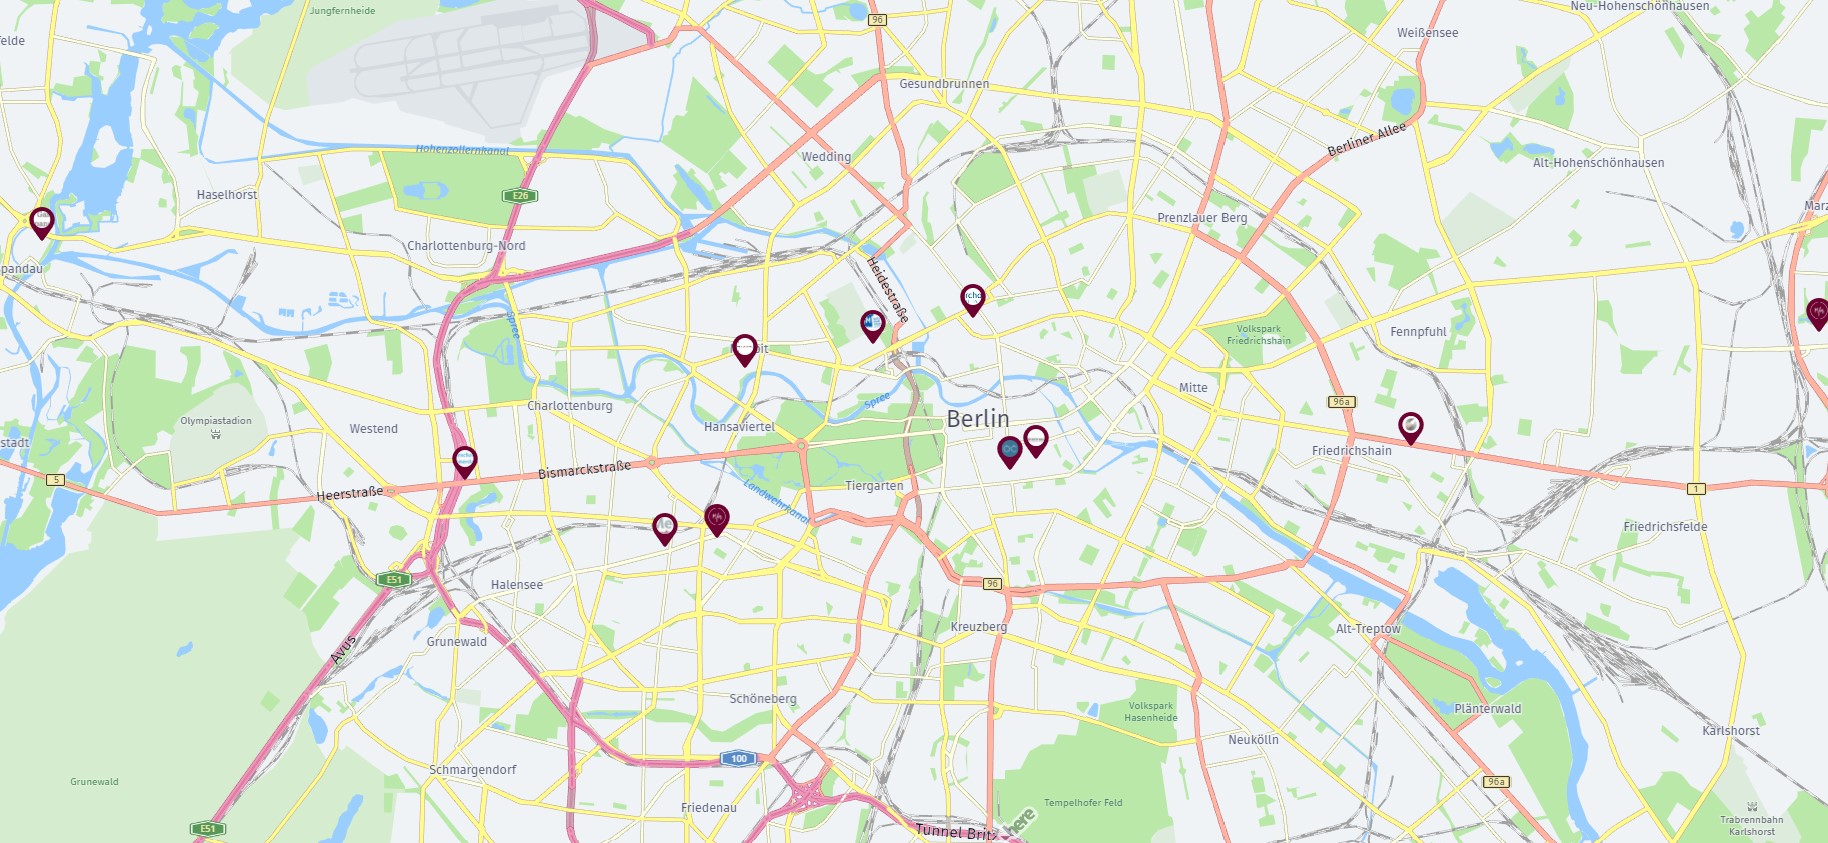 Jungfernheide
96
Neu-Hohenschönhausen
Weißensee
felde
Gesundbrunnen
Berliner Allee
Hohenzollernkanal
Wedding
Alt-Hohenschönhausen
Haselhorst
E26
Prenzlauer Berg
Marz
Charlottenburg-Nord
pandau
Heidestraße
Spree
Volkspark
Friedrichshain
Fennpfuhl
Mitte
Spree
96a
Charlottenburg
Olympiastadion
Westend
Hansaviertel
Berlin
stadt
Friedrichshain
5
Heerstraße
Bismarckstraße
Tiergarten
Landwehrkanal
1
Friedrichsfelde
E51
Halensee
96
Grunewald
Kreuzberg
Alt-Treptow
Avus
Schöneberg
Volkspark
Hasenheide
Plänterwald
Neukölln
Karlshorst
100
Schmargendorf
Grunewald
96a
Friedenau
Tempelhofer Feld
Trabrennbahn
Karlshorst
E51
Tunnel Britz
here